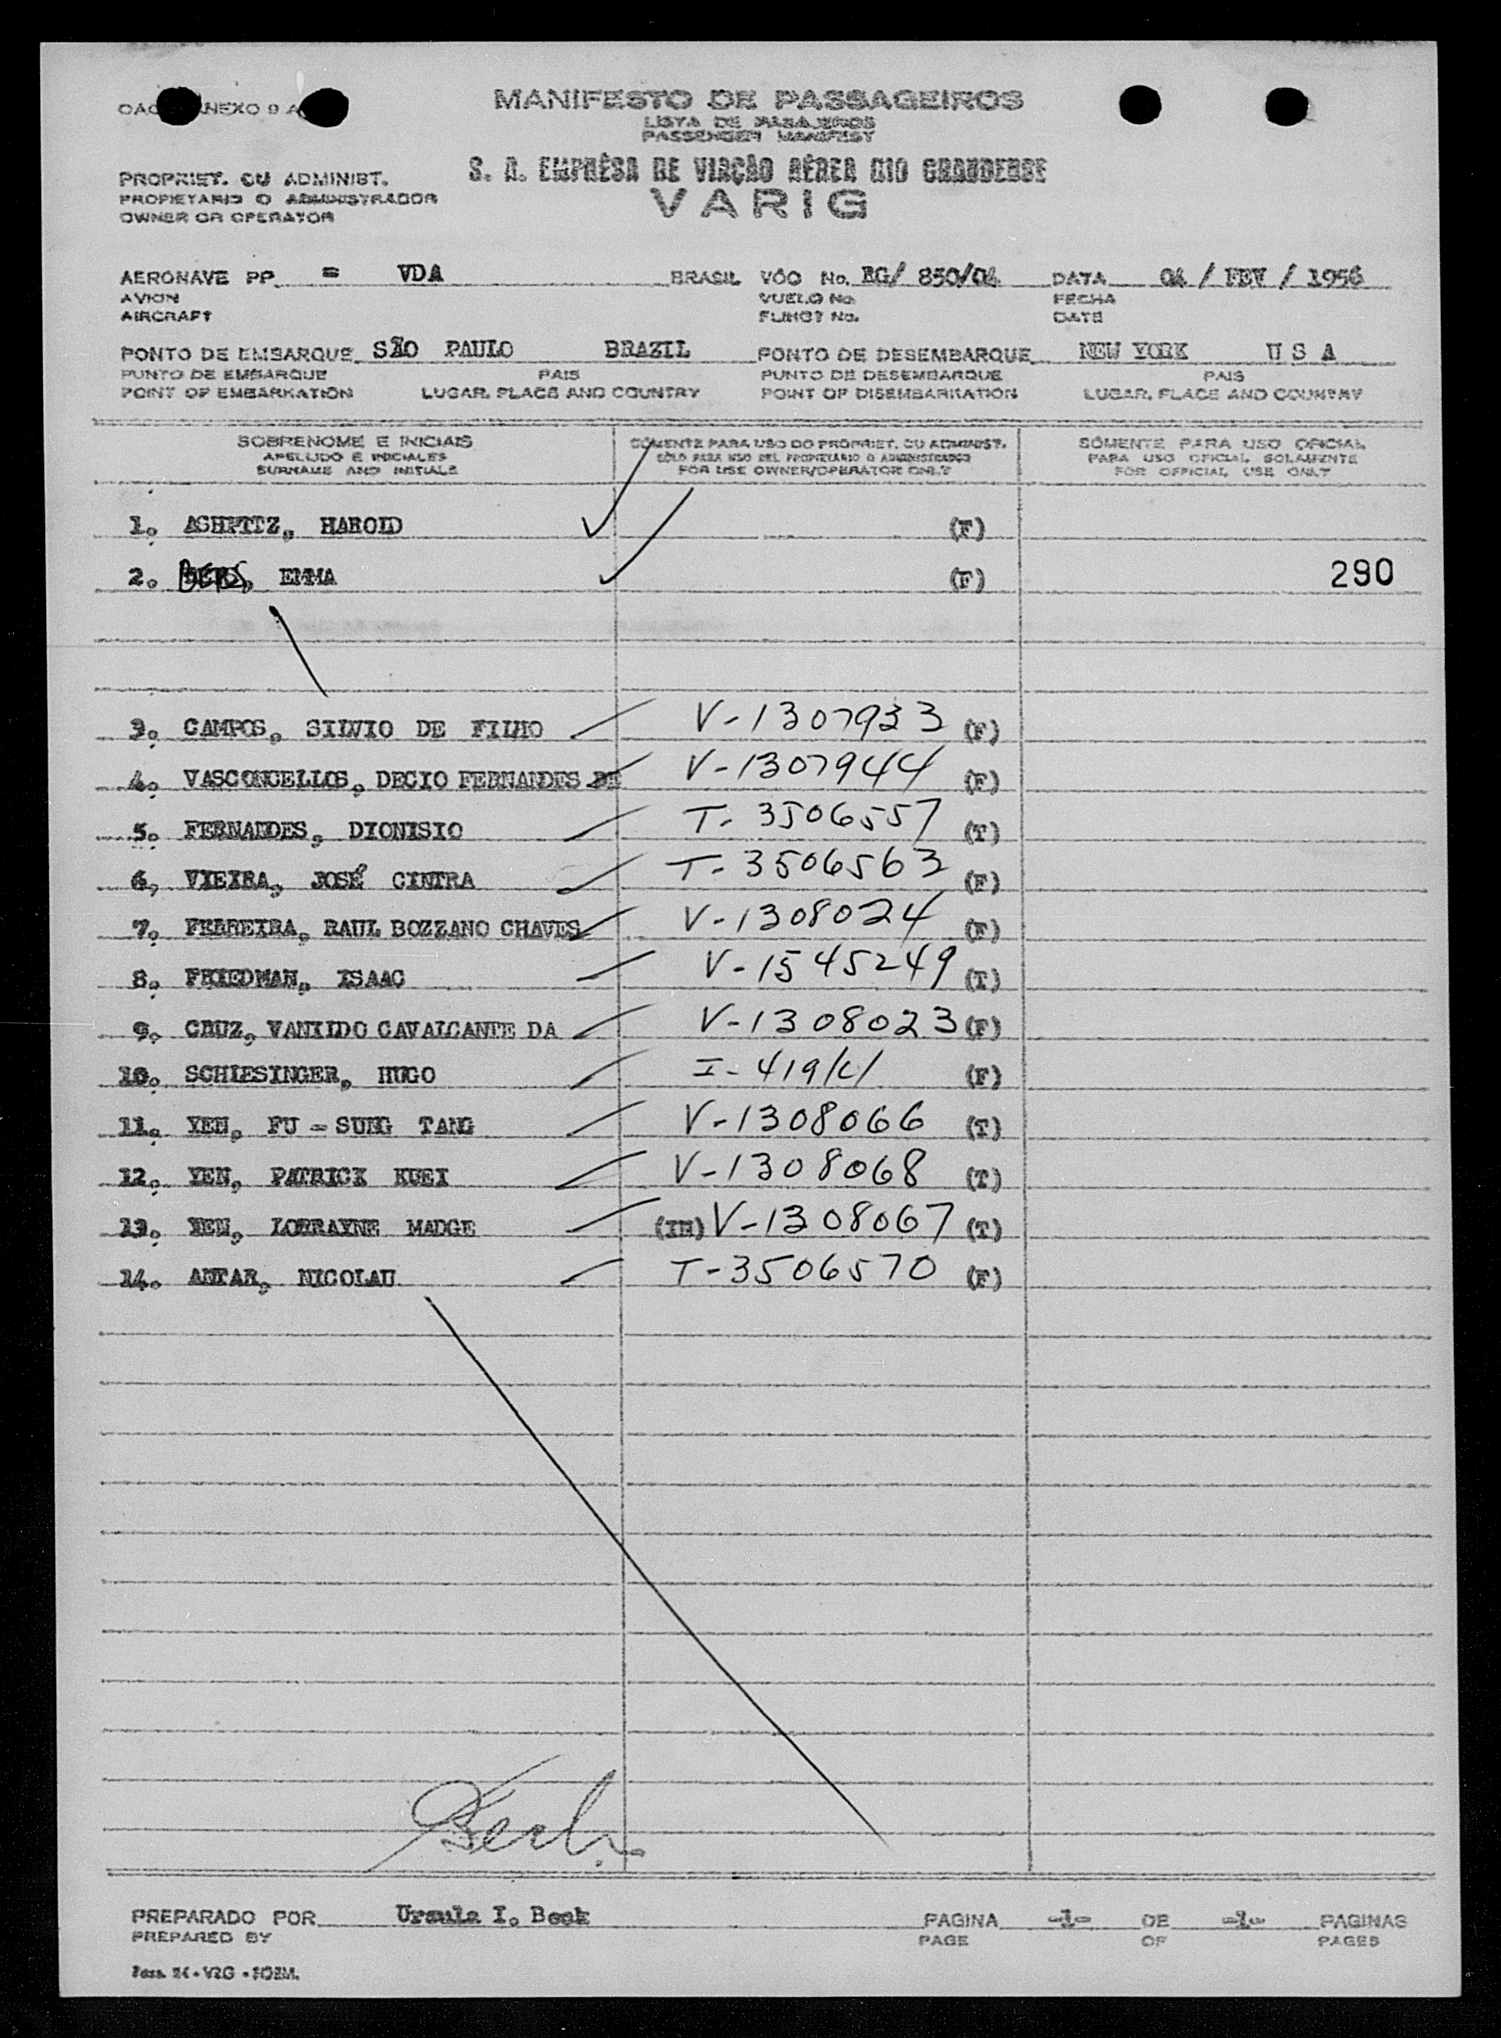 MANIFESTO DE PASSAGEIROS
LISTA DE PASAJEROS
PASSENGER MANIFEST
PROPRIET. OU ADMINIST.
PROPIETARIO O ADMINISTRADOR
OWNER OR OPERATOR
S. A. EMPRÊSA DE VIAÇÃO AÉREA RIO GRANDENSE
VARIG
AERONAVE PP = VDA BRASIL VÔO No. RG/ 850/04 DATA 04 / FEV / 1956
AVION VUELO No. FECHA
AIRCRAFT FLIGHT No. DATE
PONTO DE EMBARQUE SÃO PAULO BRAZIL PONTO DE DESEMBARQUE NEW YORK U S A
PUNTO DE EMBARQUE PAIS PUNTO DE DESEMBARQUE PAIS
POINT OF EMBARKATION LUGAR, PLACE AND COUNTRY POINT OF DISEMBARKATION LUGAR, PLACE AND COUNTRY
SOBRENOME E INICIAIS SÓMENTE PARA USO DO PROPRIET. OU ADMINIST. SÓMENTE PARA USO OFICIAL
APELLIDO E INICIALES SÓLO PARA USO DEL PROPIETARIO O ADMINISTRADOR PARA USO OFICIAL SOLAMENTE
SURNAME AND INITIALS FOR USE OWNER/OPERATOR ONLY FOR OFFICIAL USE ONLY
1. ASHPITZ, HAROLD (F)
2. EMMA (F) 290
3. CAMPOS, SILVIO DE FILHO V-1307933 (F)
4. VASCONCELLOS, DECIO FERNANDES DE V-1307944 (F)
5. FERNANDES, DIONISIO T-3506557 (T)
6. VIEIRA, JOSÉ CINTRA T-3506563 (F)
7. FERREIRA, RAUL BOZZANO CHAVES V-1308024 (F)
8. FRIEDMAN, ISAAC V-1545249 (T)
9. CRUZ, VANILDO CAVALCANTE DA V-1308023 (F)
10. SCHLESINGER, HUGO (F)
11. YEN, FU = SUNG TANG V-1308066 (T)
12. YEN, PATRICK KUEI V-1308068 (T)
13. YEN, LORRAYNE MADGE (IN) V-1308067 (T)
14. ANTAR, NICOLAU T-3506570 (F)
PREPARADO POR Ursula I. Beck PAGINA -1- DE -1- PAGINAS
PREPARED BY PAGE OF PAGES